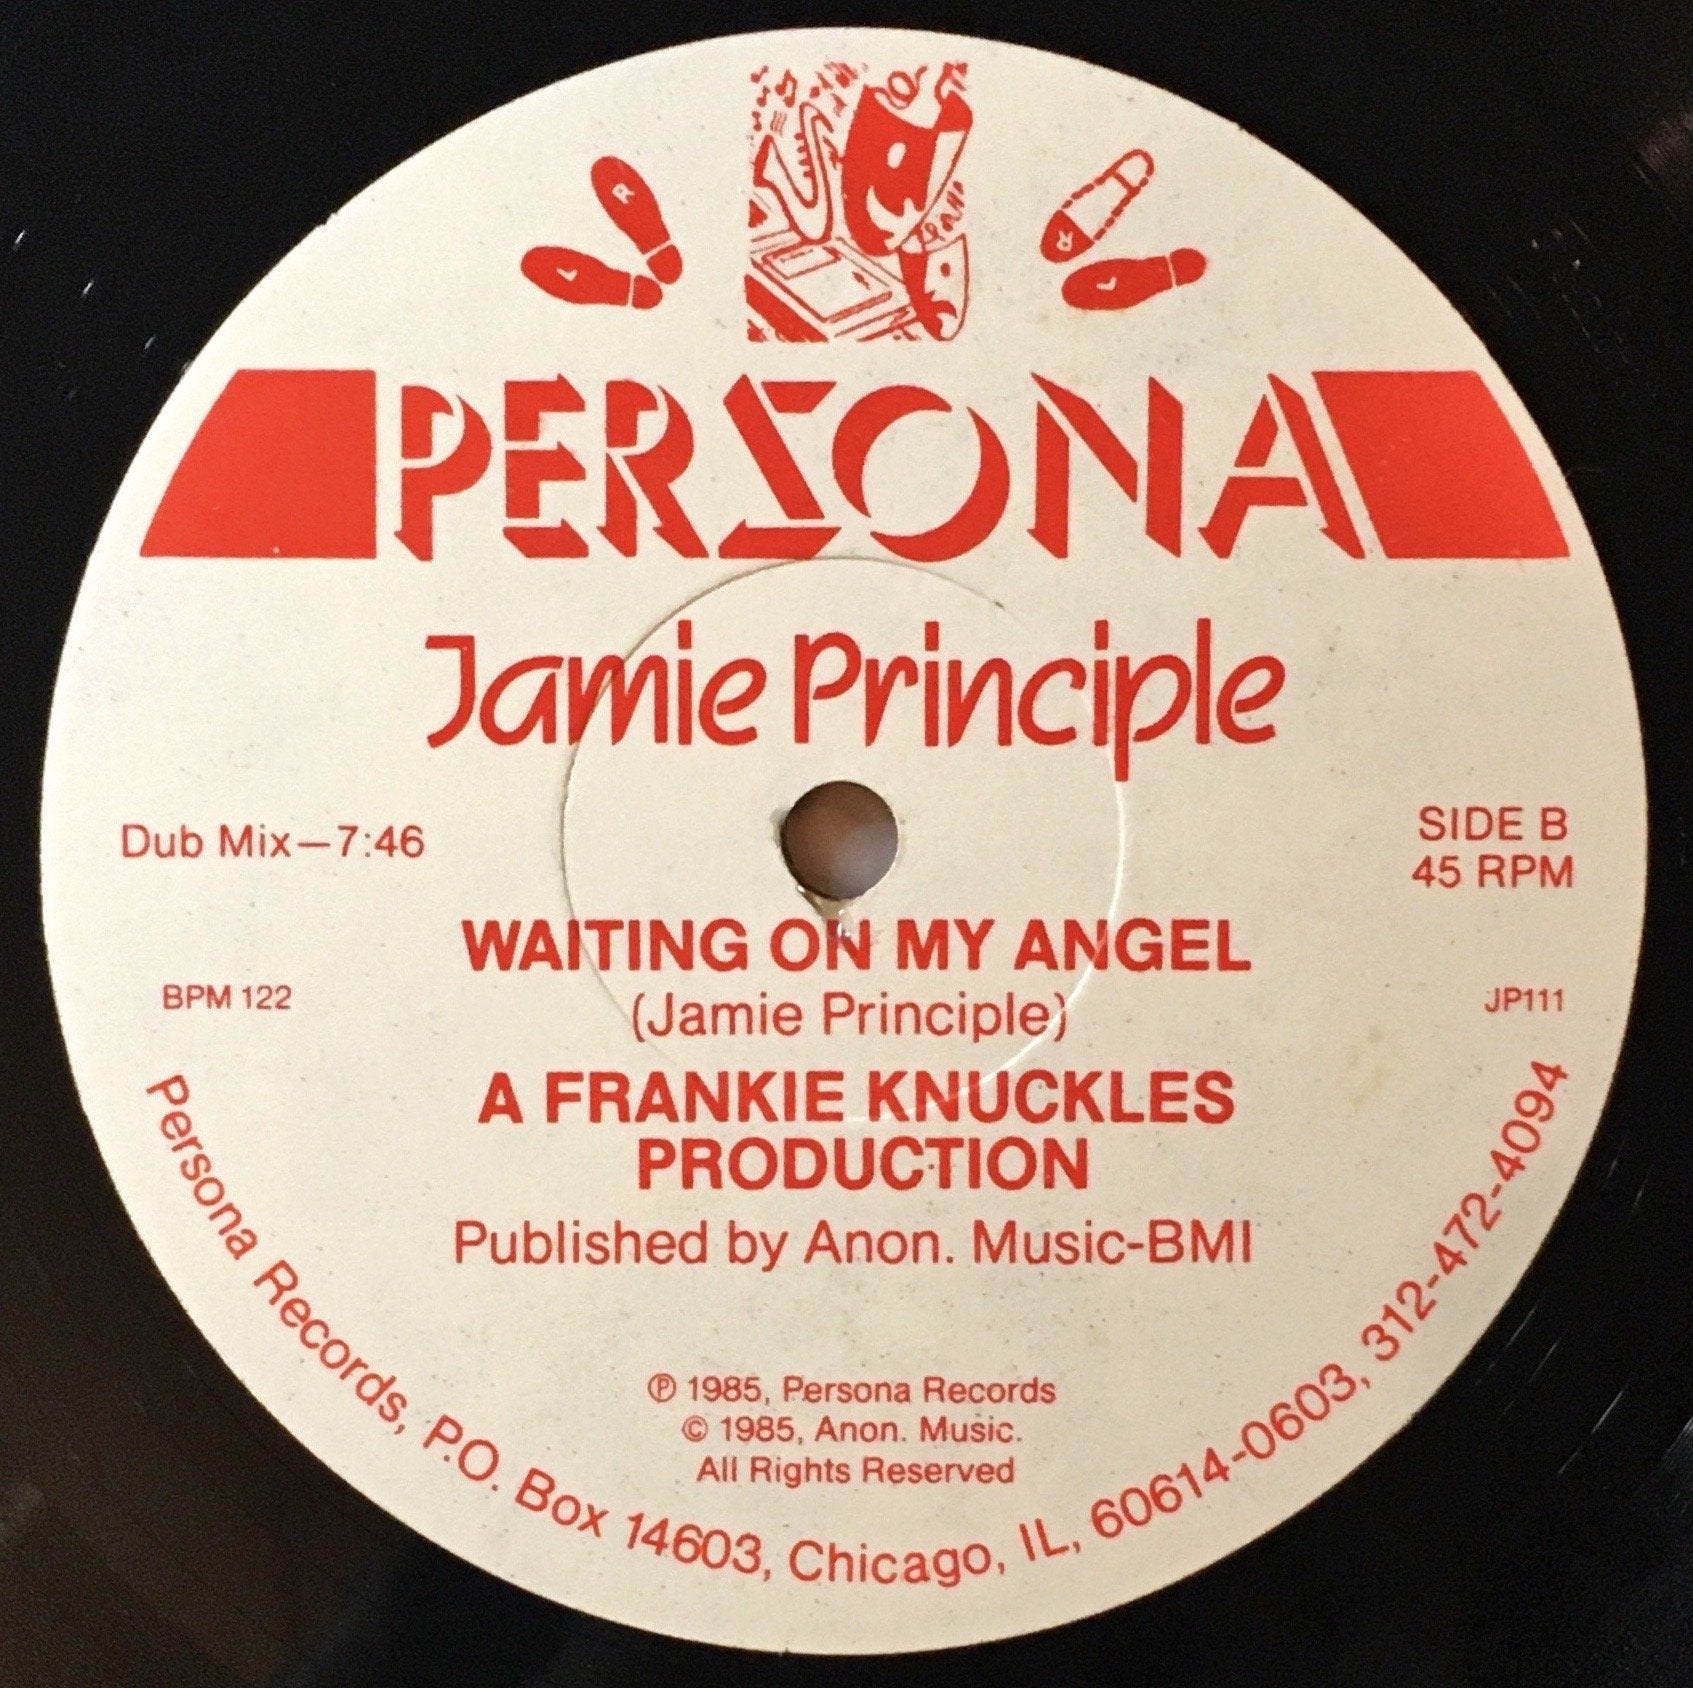 R
L
R
L
PERSONA
Jamie Principle
Dub Mix—7:46
SIDE B
45 RPM
WAITING ON MY ANGEL
BPM 122
(Jamie Principle)
JP111
A FRANKIE KNUCKLES
PRODUCTION
Published by Anon. Music-BMI
℗ 1985, Persona Records
© 1985, Anon. Music.
All Rights Reserved
Persona Records, P.O. Box 14603, Chicago, IL, 60614-0603, 312-472-4094